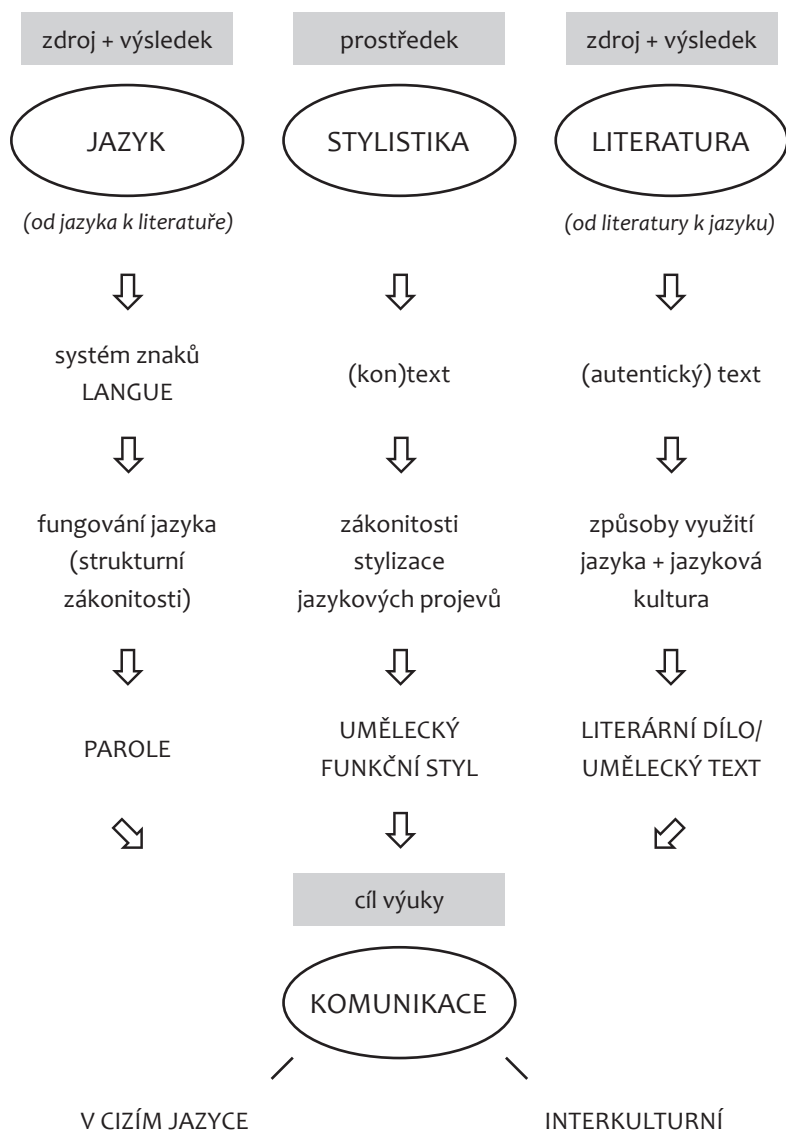 zdroj + výsledek
prostředek
zdroj + výsledek
JAZYK
STYLISTIKA
LITERATURA
(od jazyka k literatuře)
(od literatury k jazyku)
systém znaků
LANGUE
(kon)text
(autentický) text
fungování jazyka
(strukturní
zákonitosti)
zákonitosti
stylizace
jazykových projevů
způsoby využití
jazyka + jazyková
kultura
PAROLE
UMĚLECKÝ
FUNKČNÍ STYL
LITERÁRNÍ DÍLO/
UMĚLECKÝ TEXT
cíl výuky
KOMUNIKACE
V CIZÍM JAZYCE
INTERKULTURNÍ